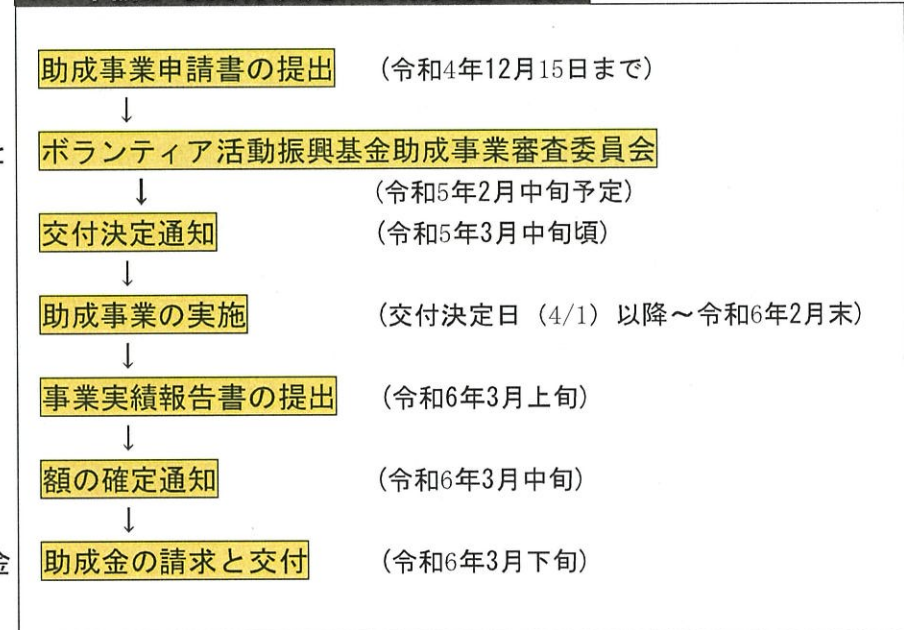 助成事業申請書の提出 (令和4年12月15日まで)
↓
ボランティア活動振興基金助成事業審査委員会
↓ (令和5年2月中旬予定)
交付決定通知 (令和5年3月中旬頃)
↓
助成事業の実施 (交付決定日 (4/1) 以降~令和6年2月末)
↓
事業実績報告書の提出 (令和6年3月上旬)
↓
額の確定通知 (令和6年3月中旬)
↓
金
助成金の請求と交付 (令和6年3月下旬)